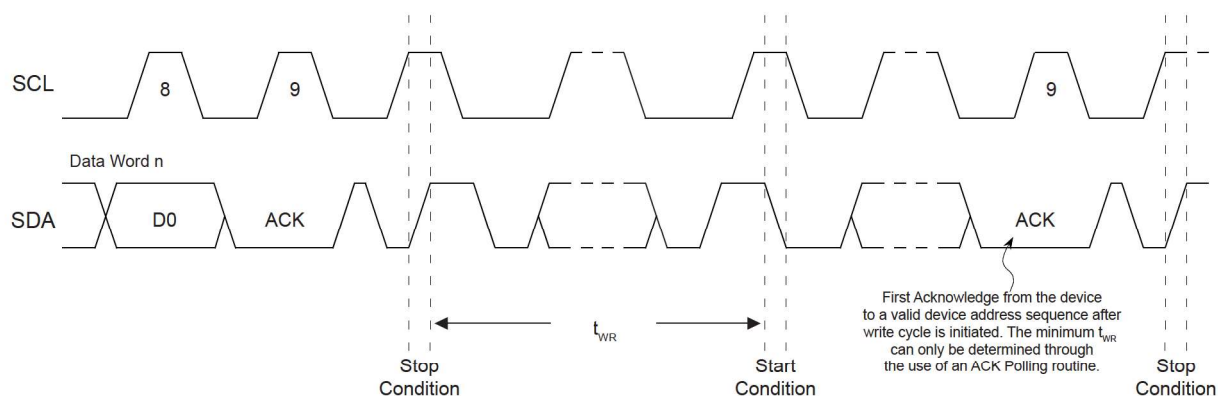 SCL
8
9
9
Data Word n
SDA
D0
ACK
ACK
First Acknowledge from the device
to a valid device address sequence after
write cycle is initiated. The minimum tWR
can only be determined through
the use of an ACK Polling routine.
tWR
Stop
Condition
Start
Condition
Stop
Condition